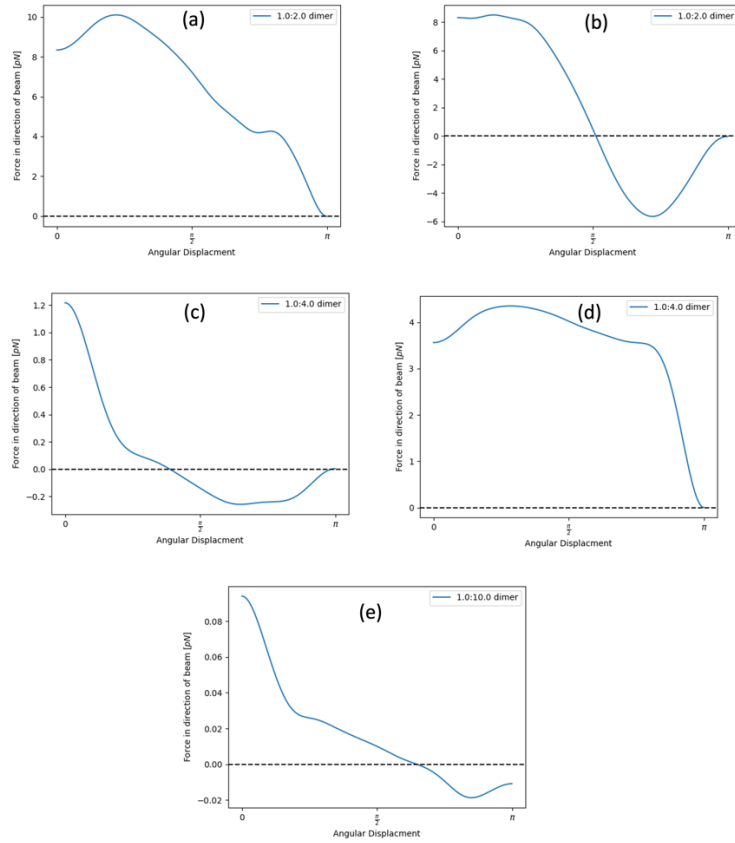 (a)
1.0:2.0 dimer
Force in direction of beam [pN]
10
8
6
4
2
0
0
π/2
π
Angular Displacment
(b)
1.0:2.0 dimer
Force in direction of beam [pN]
8
6
4
2
0
−2
−4
−6
0
π/2
π
Angular Displacment
(c)
1.0:4.0 dimer
Force in direction of beam [pN]
1.2
1.0
0.8
0.6
0.4
0.2
0.0
−0.2
0
π/2
π
Angular Displacment
(d)
1.0:4.0 dimer
Force in direction of beam [pN]
4
3
2
1
0
0
π/2
π
Angular Displacment
(e)
1.0:10.0 dimer
Force in direction of beam [pN]
0.08
0.06
0.04
0.02
0.00
−0.02
0
π/2
π
Angular Displacment